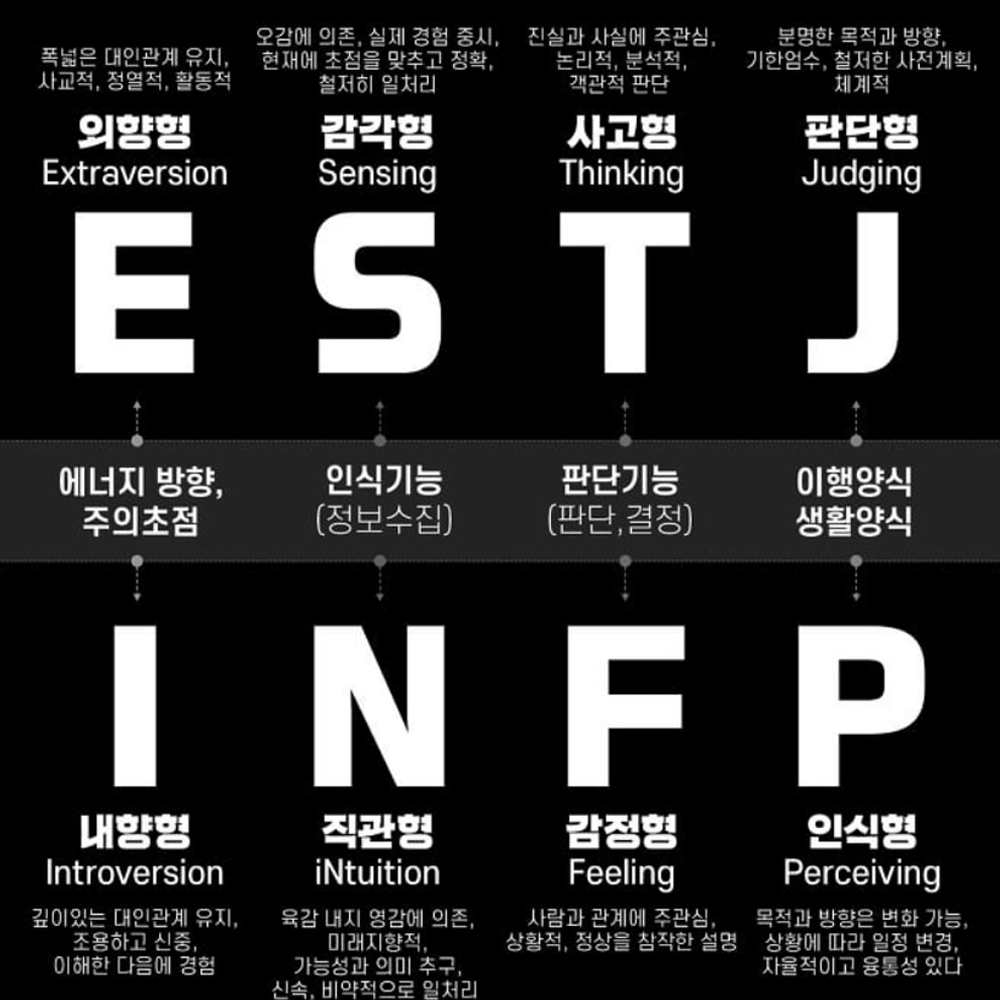 폭넓은 대인관계 유지,
사교적, 정열적, 활동적
외향형
Extraversion
E
오감에 의존, 실제 경험 중시,
현재에 초점을 맞추고 정확,
철저히 일처리
감각형
Sensing
S
진실과 사실에 주관심,
논리적, 분석적,
객관적 판단
사고형
Thinking
T
분명한 목적과 방향,
기한엄수, 철저한 사전계획,
체계적
판단형
Judging
J
에너지 방향,
주의초점
인식기능
(정보수집)
판단기능
(판단,결정)
이행양식
생활양식
I
내향형
Introversion
깊이있는 대인관계 유지,
조용하고 신중,
이해한 다음에 경험
N
직관형
iNtuition
육감 내지 영감에 의존,
미래지향적,
가능성과 의미 추구,
신속, 비약적으로 일처리
F
감정형
Feeling
사람과 관계에 주관심,
상황적, 정상을 참작한 설명
P
인식형
Perceiving
목적과 방향은 변화 가능,
상황에 따라 일정 변경,
자율적이고 융통성 있다